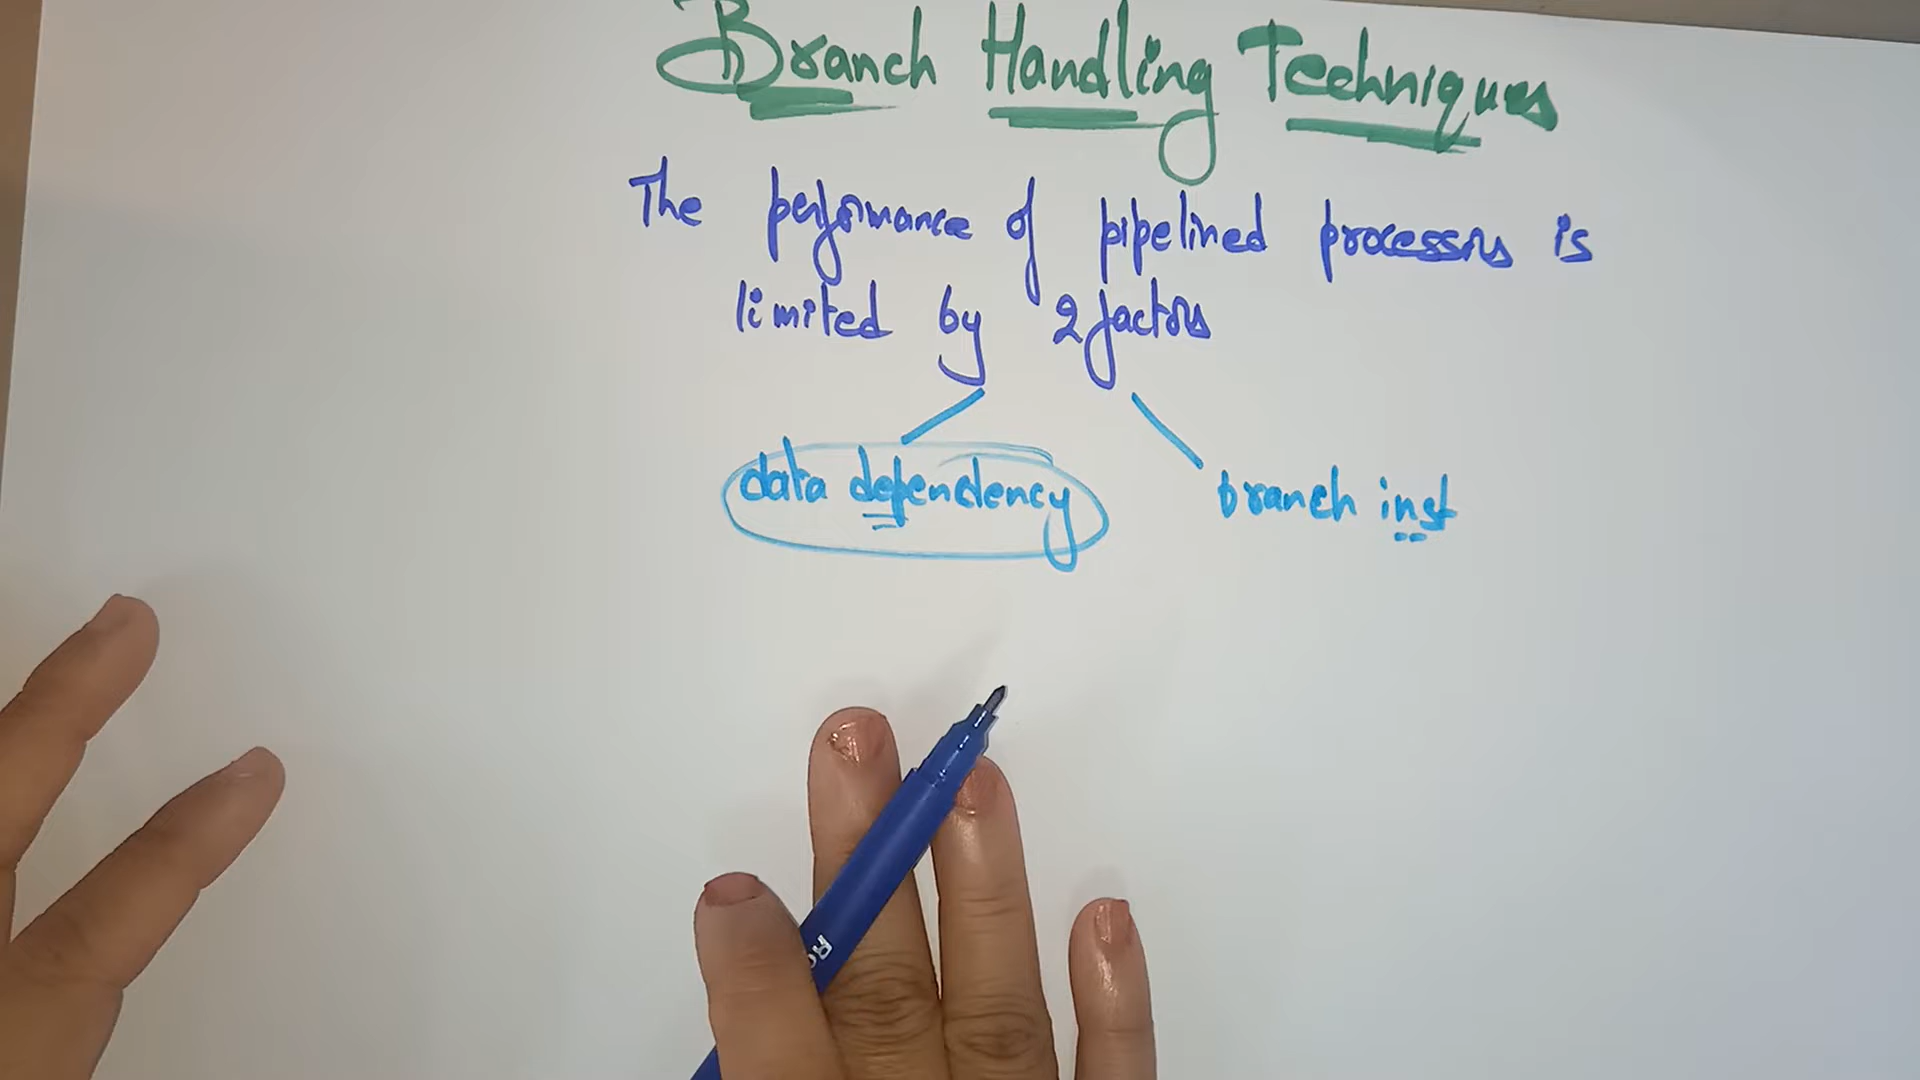 Branch Handling Techniques
The performance of pipelined processors is
limited by 2 factors
data dependency
branch inst